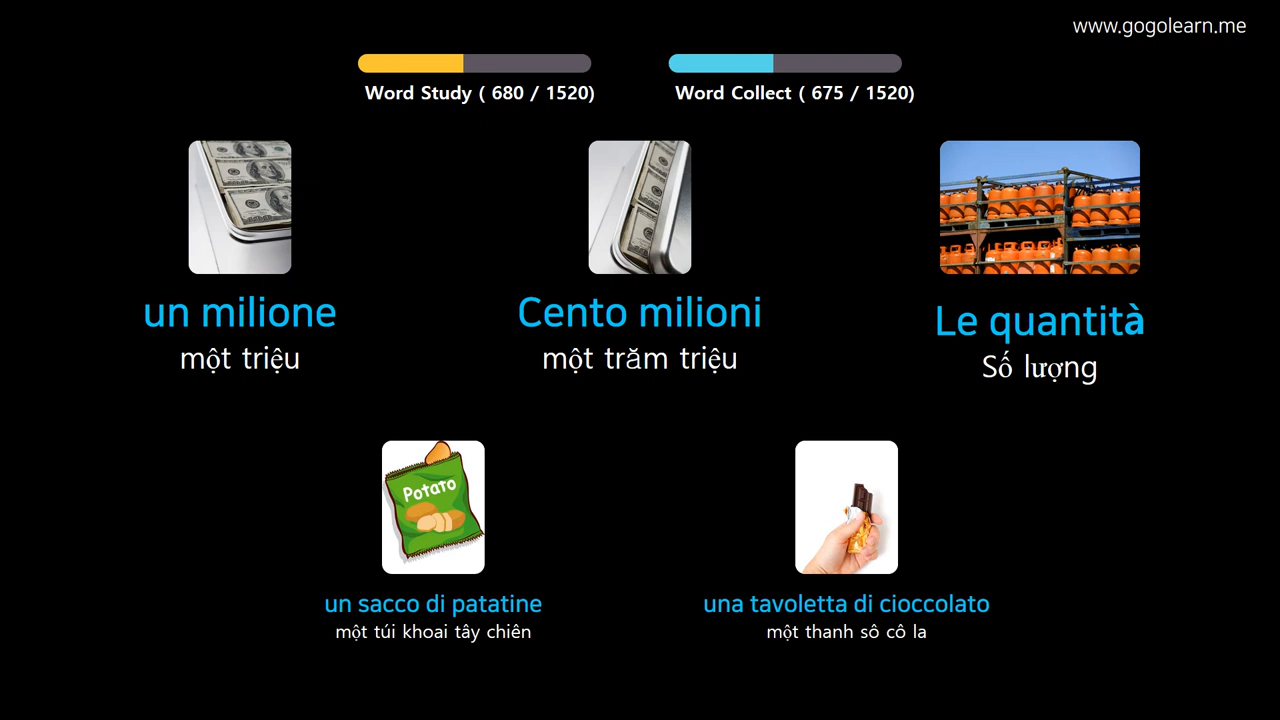 www.gogolearn.me
Word Study ( 680 / 1520)
Word Collect ( 675 / 1520)
un milione
một triệu
Cento milioni
một trăm triệu
Le quantità
Số lượng
Potato
un sacco di patatine
một túi khoai tây chiên
una tavoletta di cioccolato
một thanh sô cô la